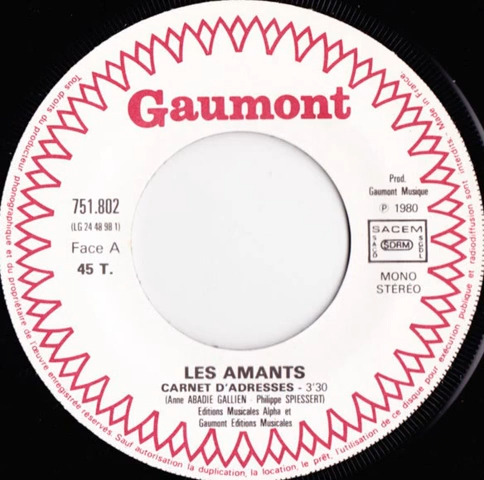 Gaumont
751.802
(LG 24 48 98 1)
Face A
45 T.
Prod.
Gaumont Musique
Ⓟ 1980
SACEM
SACD
SDRM
SGDL
MONO
STÉRÉO
LES AMANTS
CARNET D'ADRESSES - 3'30
(Anne ABADIE GALLIEN - Philippe SPIESSERT)
Editions Musicales Alpha et
Gaumont Editions Musicales
Tous droits du producteur phonographique et du propriétaire de l'œuvre enregistrée réservés. Sauf autorisation la duplication, la location, le prêt, l'utilisation de ce disque pour exécution publique et radiodiffusion sont interdits - Made in France.